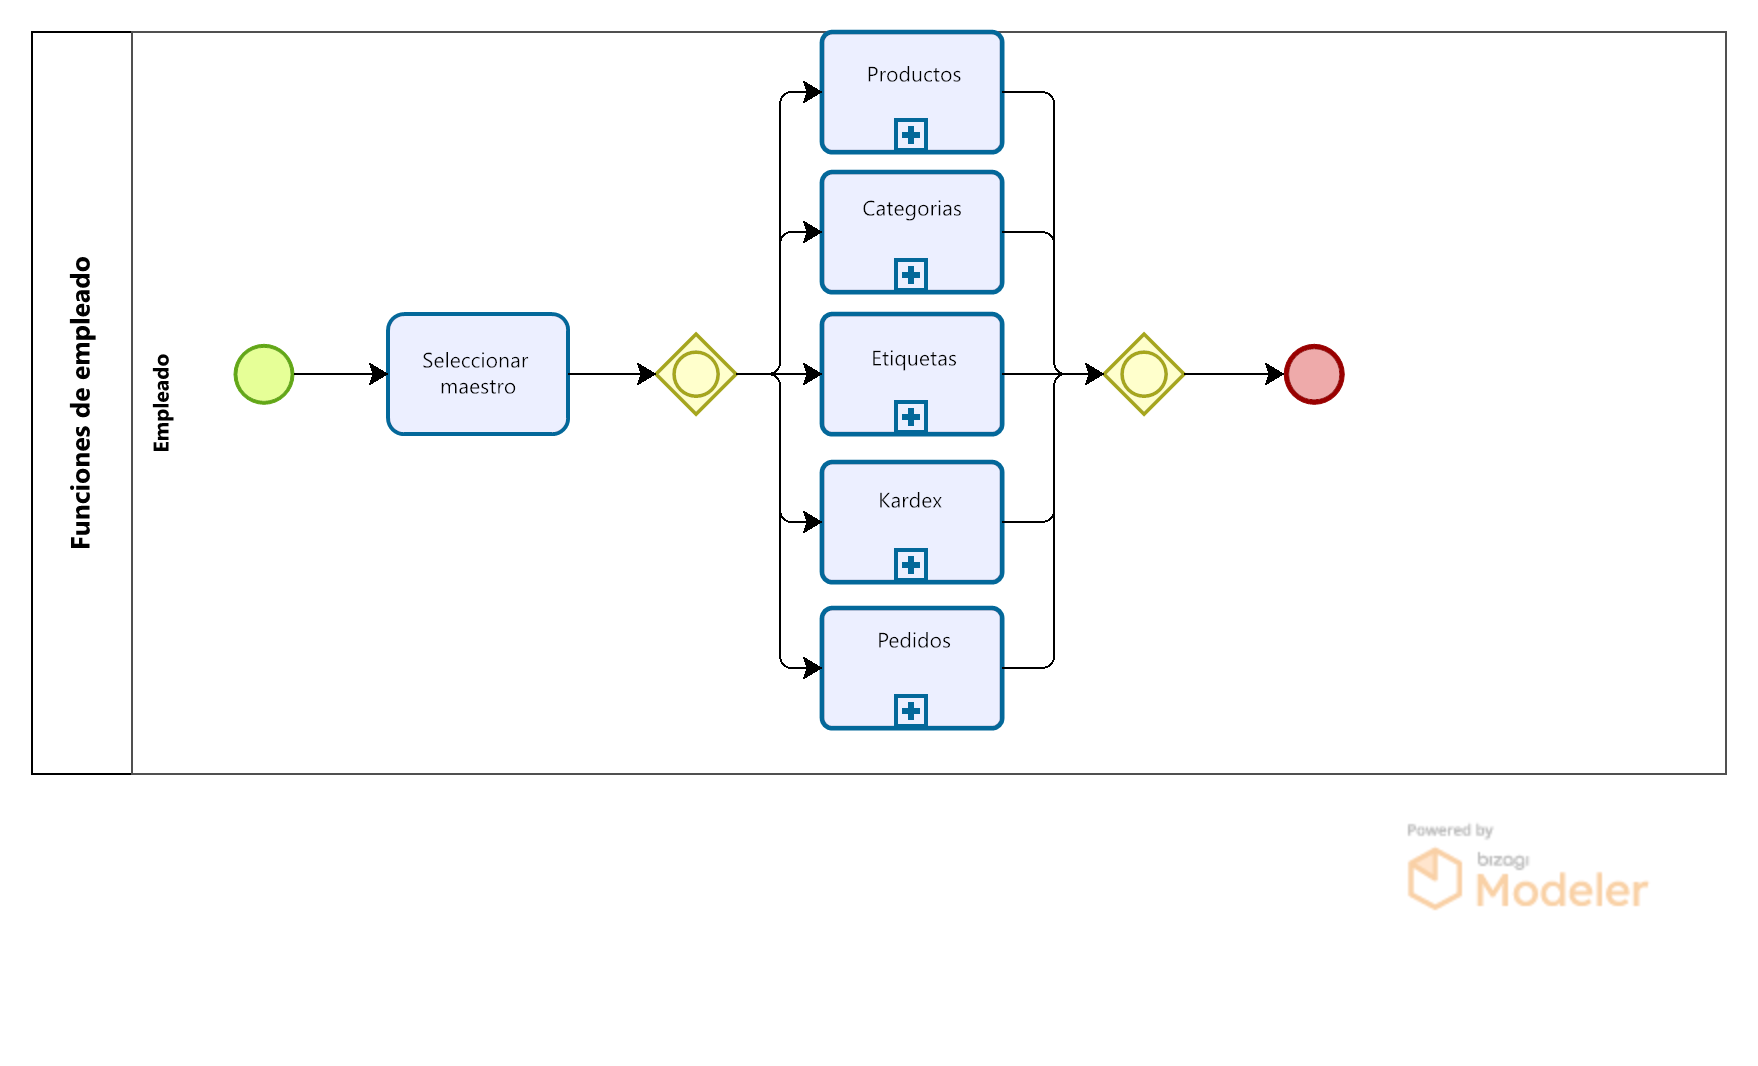 Funciones de empleado
Empleado
Seleccionar
maestro
Productos
Categorias
Etiquetas
Kardex
Pedidos
Powered by
bizagi
Modeler